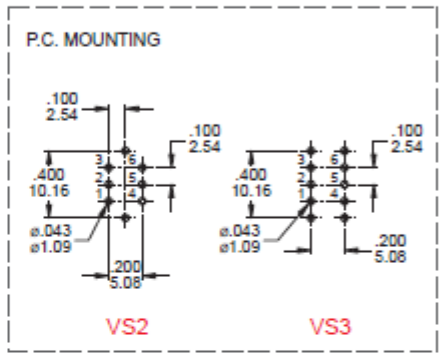 P.C. MOUNTING
.100
2.54
.100
2.54
.400
10.16
3 6
2 5
1 4
ø.043
ø1.09
.200
5.08
VS2
.100
2.54
.400
10.16
3 6
2 5
1 4
ø.043
ø1.09
.200
5.08
VS3